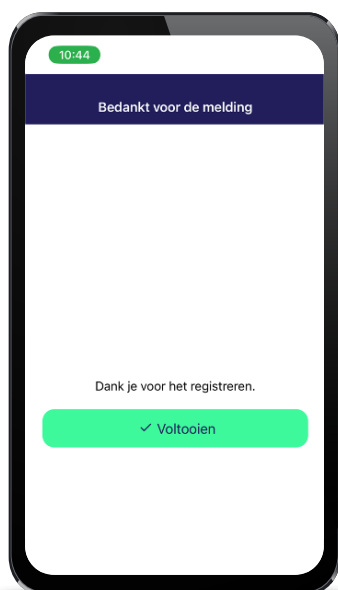 10:44
Bedankt voor de melding
Dank je voor het registreren.
✓ Voltooien